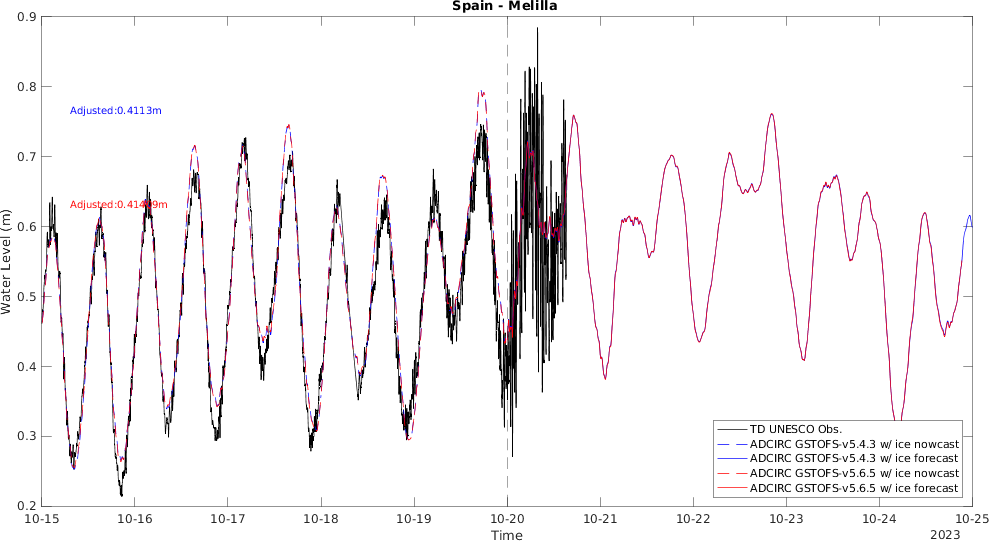 Spain - Melilla
0.9
0.8
0.7
0.6
0.5
0.4
0.3
0.2
Water Level (m)
Adjusted:0.4113m
TD UNESCO Obs.
ADCIRC GSTOFS-v5.4.3 w/ ice nowcast
ADCIRC GSTOFS-v5.4.3 w/ ice forecast
ADCIRC GSTOFS-v5.6.5 w/ ice nowcast
ADCIRC GSTOFS-v5.6.5 w/ ice forecast
10-15 10-16 10-17 10-18 10-19 10-20 10-21 10-22 10-23 10-24 10-25
Time
2023